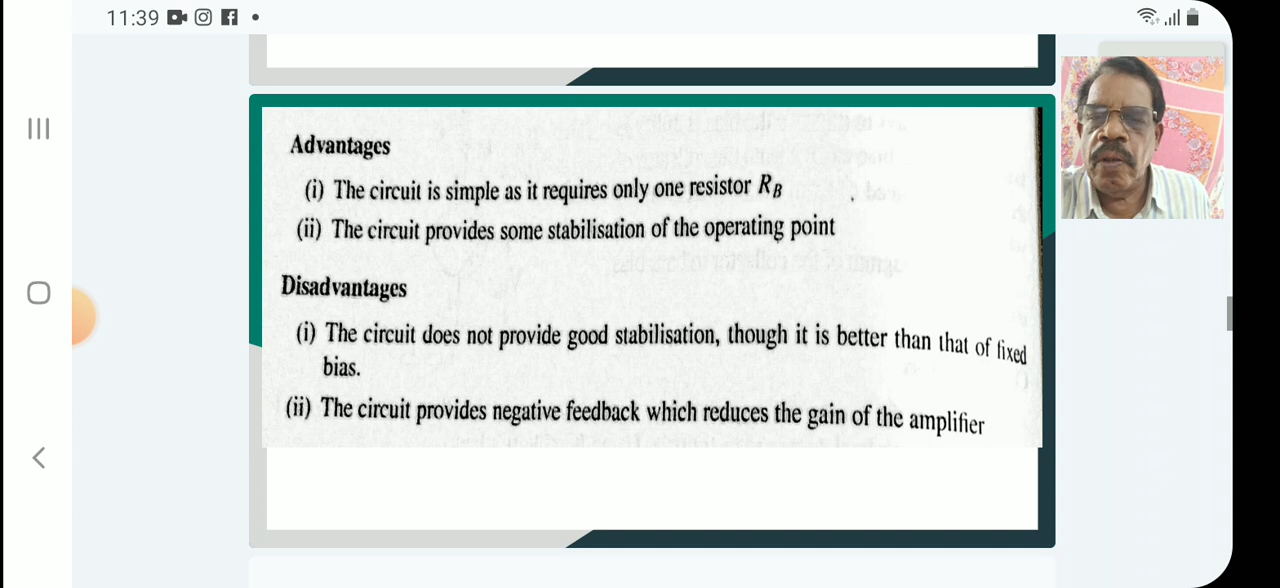 11:39
Advantages
(i) The circuit is simple as it requires only one resistor RB
(ii) The circuit provides some stabilisation of the operating point
Disadvantages
(i) The circuit does not provide good stabilisation, though it is better than that of fixed
bias.
(ii) The circuit provides negative feedback which reduces the gain of the amplifier